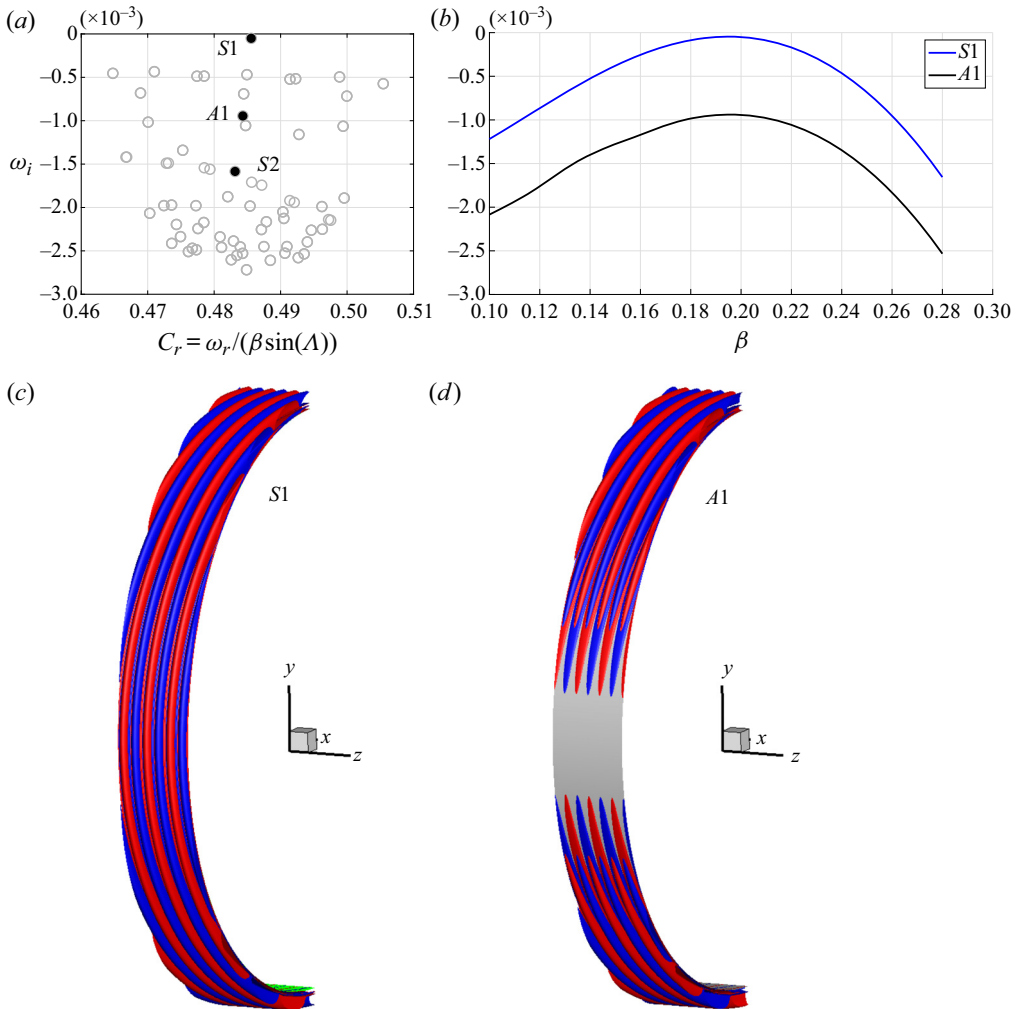 (a) (×10⁻³)
0
−0.5
−1.0
−1.5
−2.0
−2.5
−3.0
ω_i
S1
A1
S2
0.46 0.47 0.48 0.49 0.50 0.51
C_r = ω_r/(β sin(Λ))
(b) (×10⁻³)
0
−0.5
−1.0
−1.5
−2.0
−2.5
−3.0
S1
A1
0.10 0.12 0.14 0.16 0.18 0.20 0.22 0.24 0.26 0.28 0.30
β
(c)
S1
y
x
z
(d)
A1
y
x
z